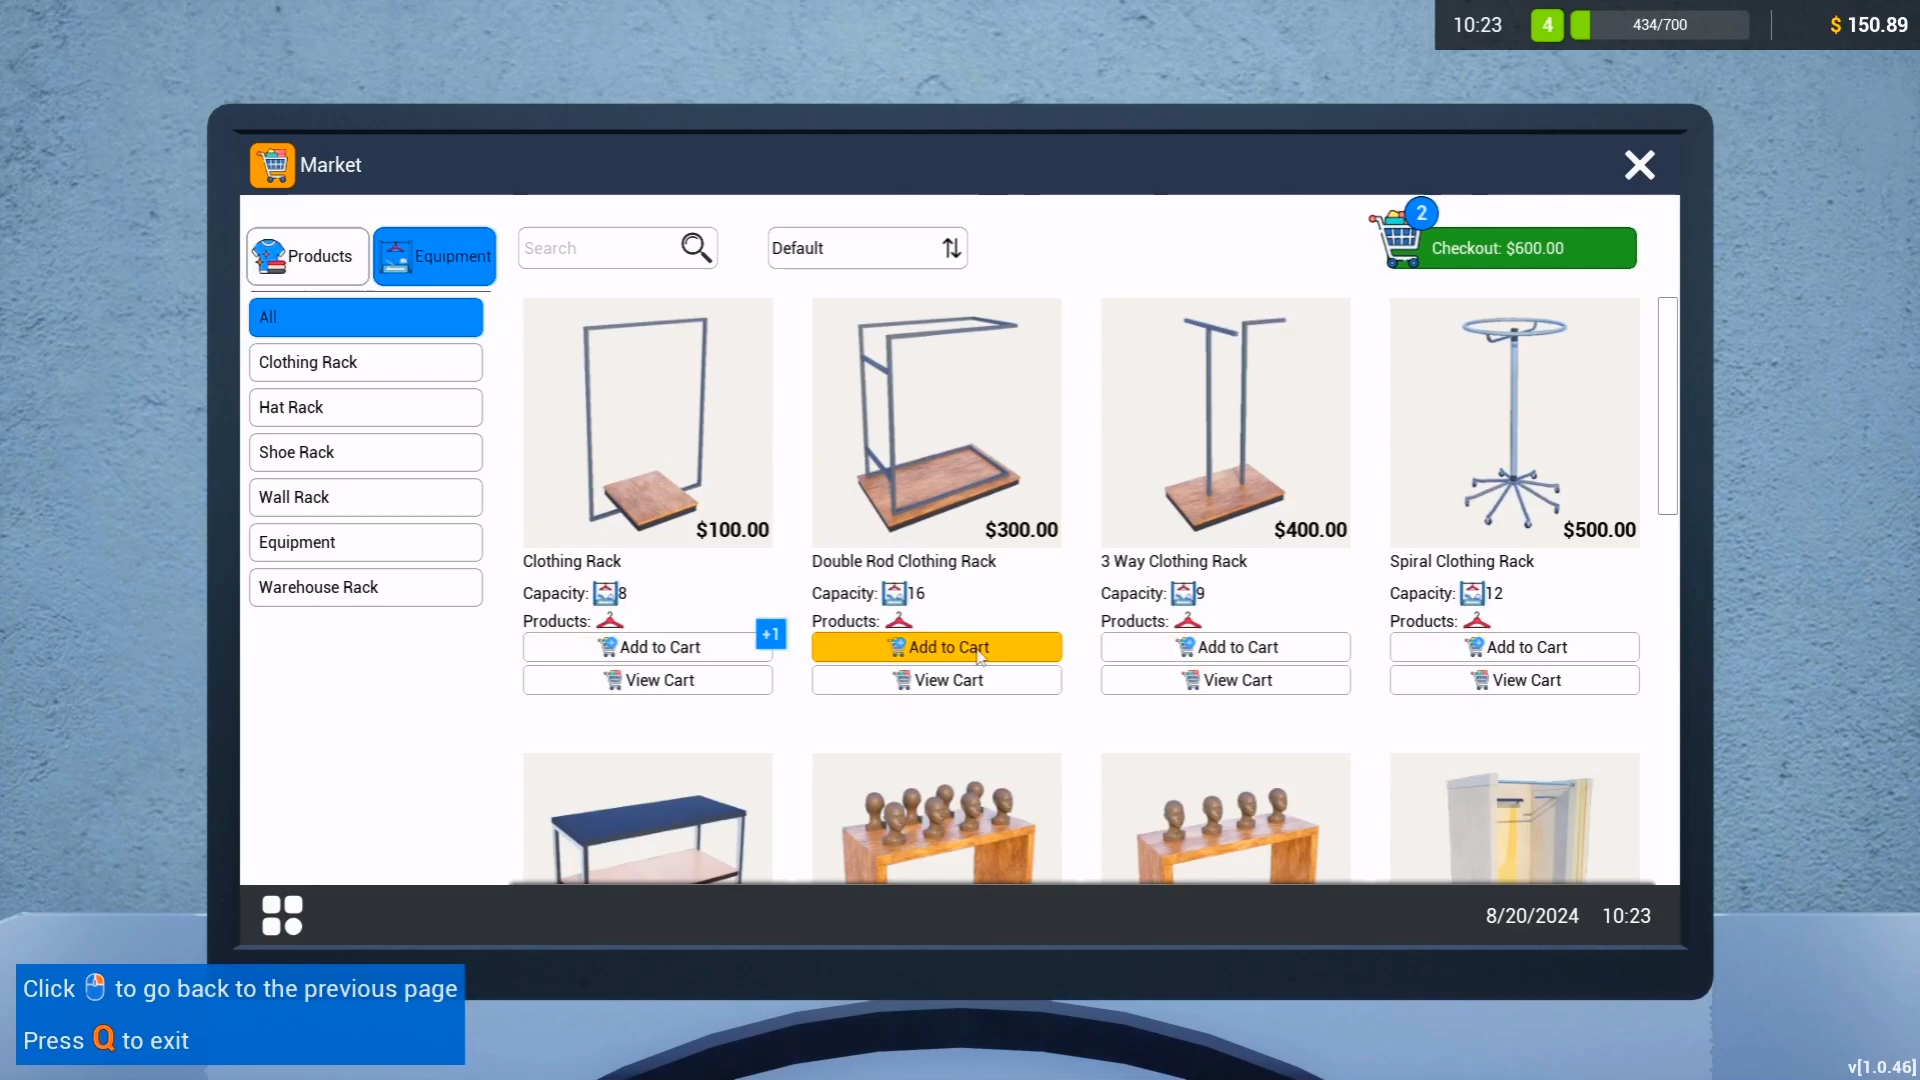 10:23 4 434/700 $ 150.89
Market
Products Equipment Search Default 2 Checkout: $600.00
All
Clothing Rack
Hat Rack
Shoe Rack
Wall Rack
Equipment
Warehouse Rack
$100.00 $300.00 $400.00 $500.00
Clothing Rack Double Rod Clothing Rack 3 Way Clothing Rack Spiral Clothing Rack
Capacity: 8 Capacity: 16 Capacity: 9 Capacity: 12
Products: Products: Products: Products:
+1
Add to Cart Add to Cart Add to Cart Add to Cart
View Cart View Cart View Cart View Cart
8/20/2024 10:23
Click to go back to the previous page
Press Q to exit
v[1.0.46]